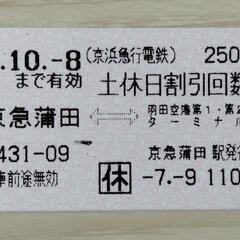 .10.-8 (京浜急行電鉄) 250
まで有効 土休日割引回数
京急蒲田 ⟺ 羽田空港第1・第2
ターミナル
431-09 京急蒲田 駅発行
庫前途無効 休 -7.-9 110